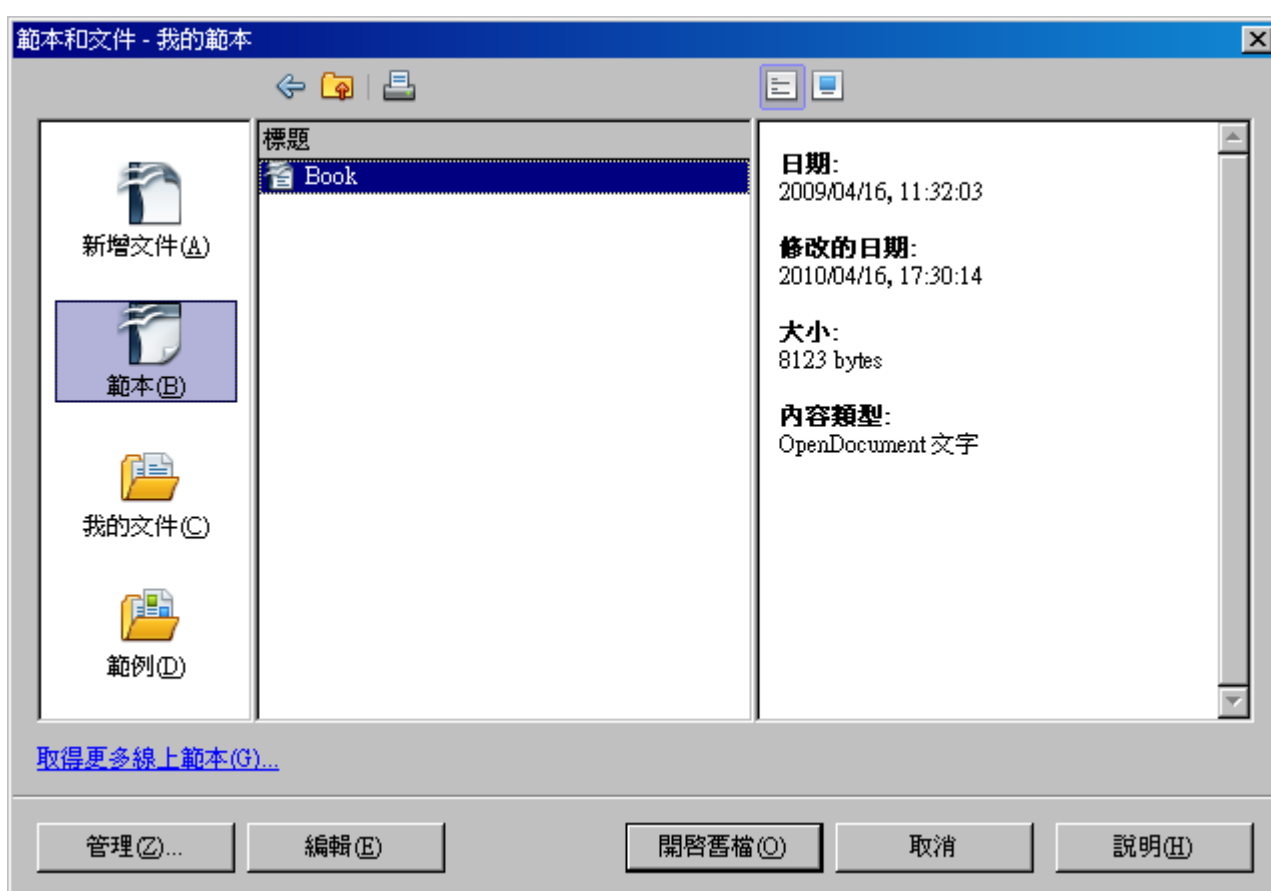 範本和文件 - 我的範本
新增文件(A)
範本(B)
我的文件(C)
範例(D)
標題
Book
日期:
2009/04/16, 11:32:03
修改的日期:
2010/04/16, 17:30:14
大小:
8123 bytes
內容類型:
OpenDocument 文字
取得更多線上範本(G)...
管理(Z)... 編輯(E) 開啓舊檔(O) 取消 說明(H)